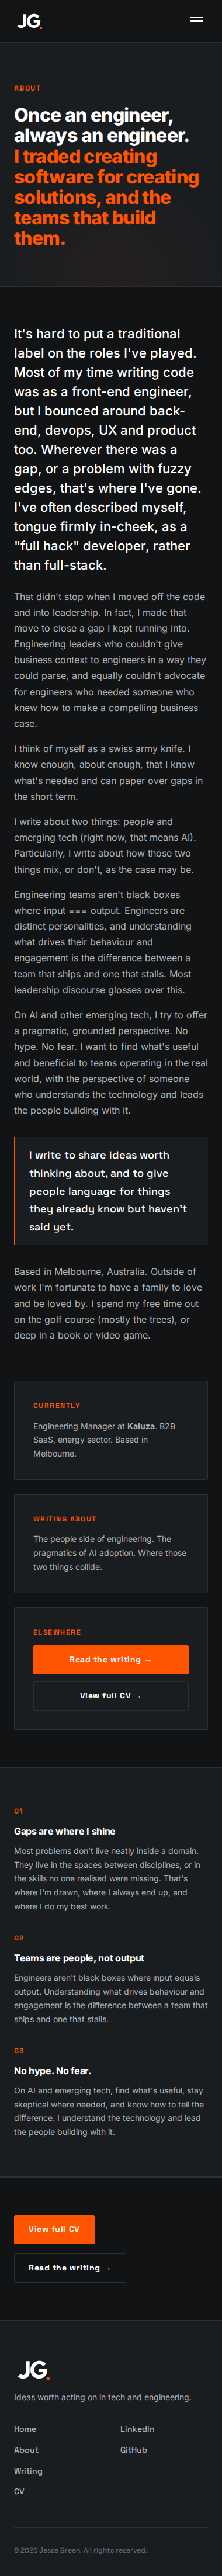 JG.
ABOUT
Once an engineer,
always an engineer.
I traded creating
software for creating
solutions, and the
teams that build
them.
It's hard to put a traditional
label on the roles I've played.
Most of my time writing code
was as a front-end engineer,
but I bounced around back-
end, devops, UX and product
too. Wherever there was a
gap, or a problem with fuzzy
edges, that's where I've gone.
I've often described myself,
tongue firmly in-cheek, as a
"full hack" developer, rather
than full-stack.
That didn't stop when I moved off the code
and into leadership. In fact, I made that
move to close a gap I kept running into.
Engineering leaders who couldn't give
business context to engineers in a way they
could parse, and equally couldn't advocate
for engineers who needed someone who
knew how to make a compelling business
case.
I think of myself as a swiss army knife. I
know enough, about enough, that I know
what's needed and can paper over gaps in
the short term.
I write about two things: people and
emerging tech (right now, that means AI).
Particularly, I write about how those two
things mix, or don't, as the case may be.
Engineering teams aren't black boxes
where input === output. Engineers are
distinct personalities, and understanding
what drives their behaviour and
engagement is the difference between a
team that ships and one that stalls. Most
leadership discourse glosses over this.
On AI and other emerging tech, I try to offer
a pragmatic, grounded perspective. No
hype. No fear. I want to find what's useful
and beneficial to teams operating in the real
world, with the perspective of someone
who understands the technology and leads
the people building with it.
I write to share ideas worth
thinking about, and to give
people language for things
they already know but haven't
said yet.
Based in Melbourne, Australia. Outside of
work I'm fortunate to have a family to love
and be loved by. I spend my free time out
on the golf course (mostly the trees), or
deep in a book or video game.
CURRENTLY
Engineering Manager at Kaluza. B2B
SaaS, energy sector. Based in
Melbourne.
WRITING ABOUT
The people side of engineering. The
pragmatics of AI adoption. Where those
two things collide.
ELSEWHERE
Read the writing →
View full CV →
01
Gaps are where I shine
Most problems don't live neatly inside a domain.
They live in the spaces between disciplines, or in
the skills no one realised were missing. That's
where I'm drawn, where I always end up, and
where I do my best work.
02
Teams are people, not output
Engineers aren't black boxes where input equals
output. Understanding what drives behaviour and
engagement is the difference between a team that
ships and one that stalls.
03
No hype. No fear.
On AI and emerging tech, find what's useful, stay
skeptical where needed, and know how to tell the
difference. I understand the technology and lead
the people building with it.
View full CV
Read the writing →
JG.
Ideas worth acting on in tech and engineering.
Home
LinkedIn
About
GitHub
Writing
CV
© 2026 Jesse Green. All rights reserved.